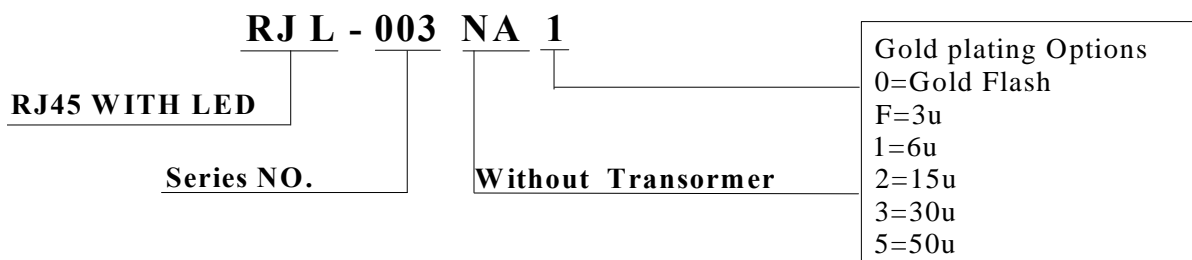 RJ L - 003 NA 1
Gold plating Options
0=Gold Flash
RJ45 WITH LED
F=3u
1=6u
Series NO.
Without Transormer
2=15u
3=30u
5=50u